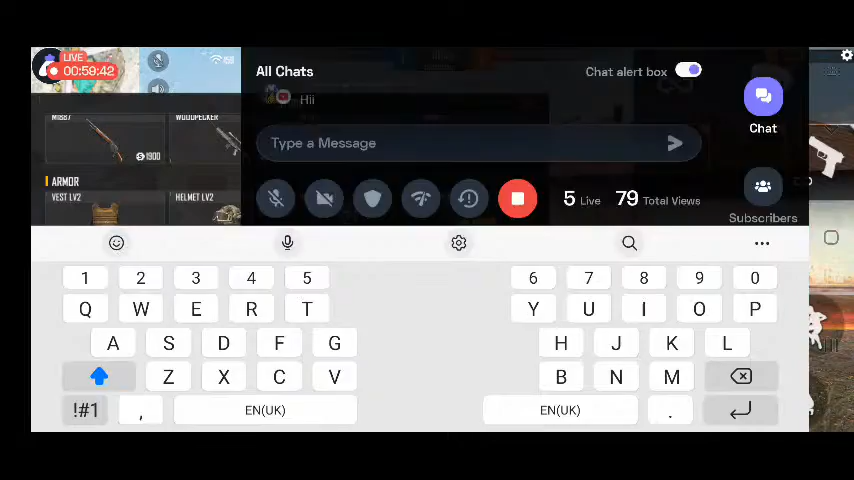 LIVE
00:59:42
All Chats
Chat alert box
Hii
Chat
M1887
WOODPECKER
1900
Type a Message
ARMOR
VEST LV2
HELMET LV2
5 Live 79 Total Views
Subscribers
1 2 3 4 5 6 7 8 9 0
Q W E R T Y U I O P
A S D F G H J K L
Z X C V B N M
!#1 , EN(UK) EN(UK) .